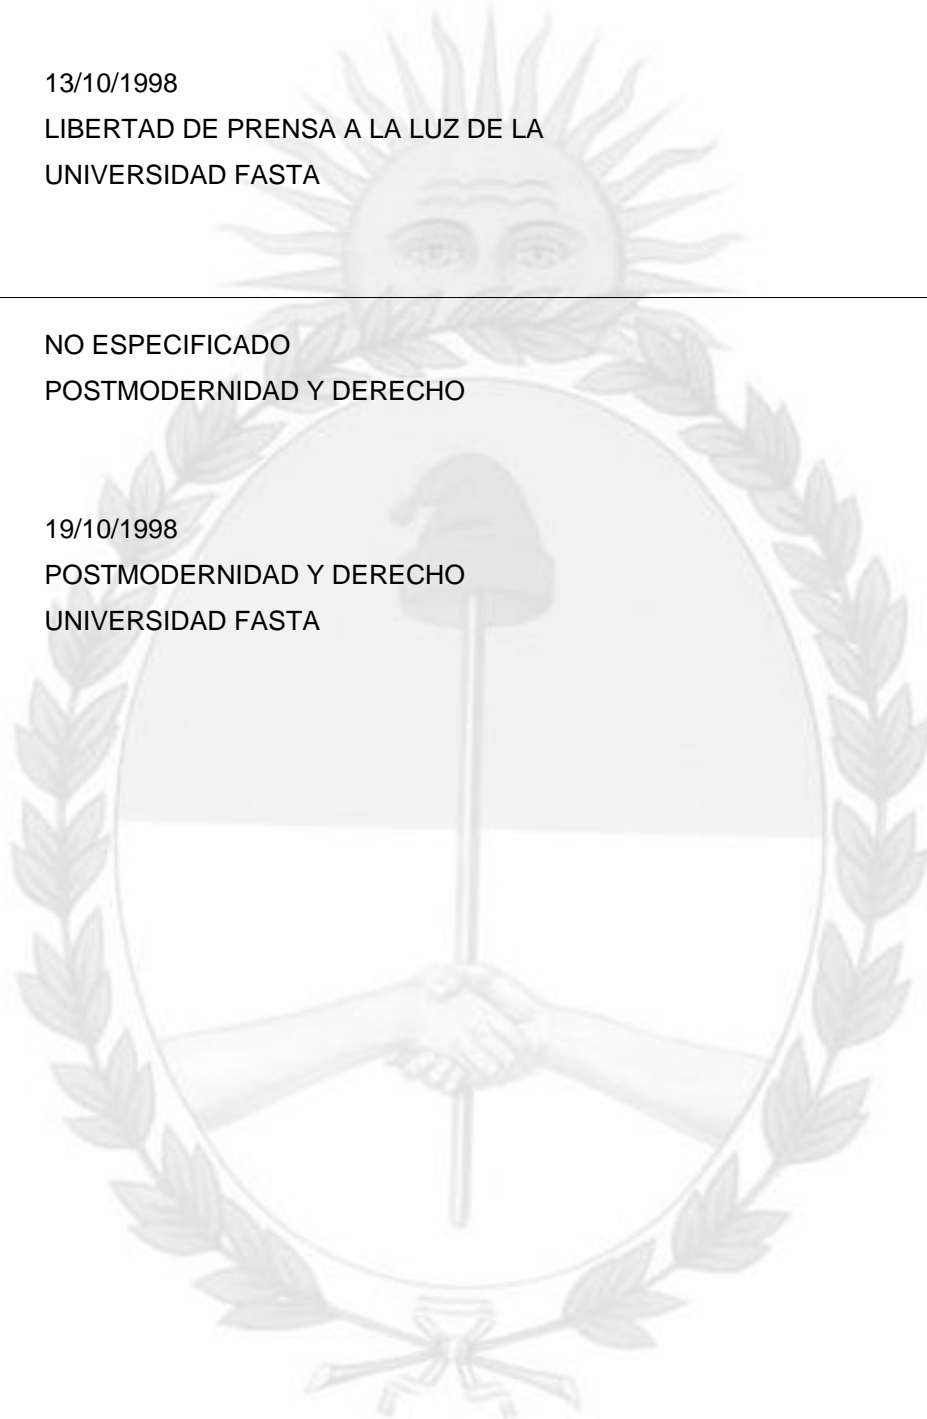 13/10/1998
LIBERTAD DE PRENSA A LA LUZ DE LA
UNIVERSIDAD FASTA
NO ESPECIFICADO
POSTMODERNIDAD Y DERECHO
19/10/1998
POSTMODERNIDAD Y DERECHO
UNIVERSIDAD FASTA